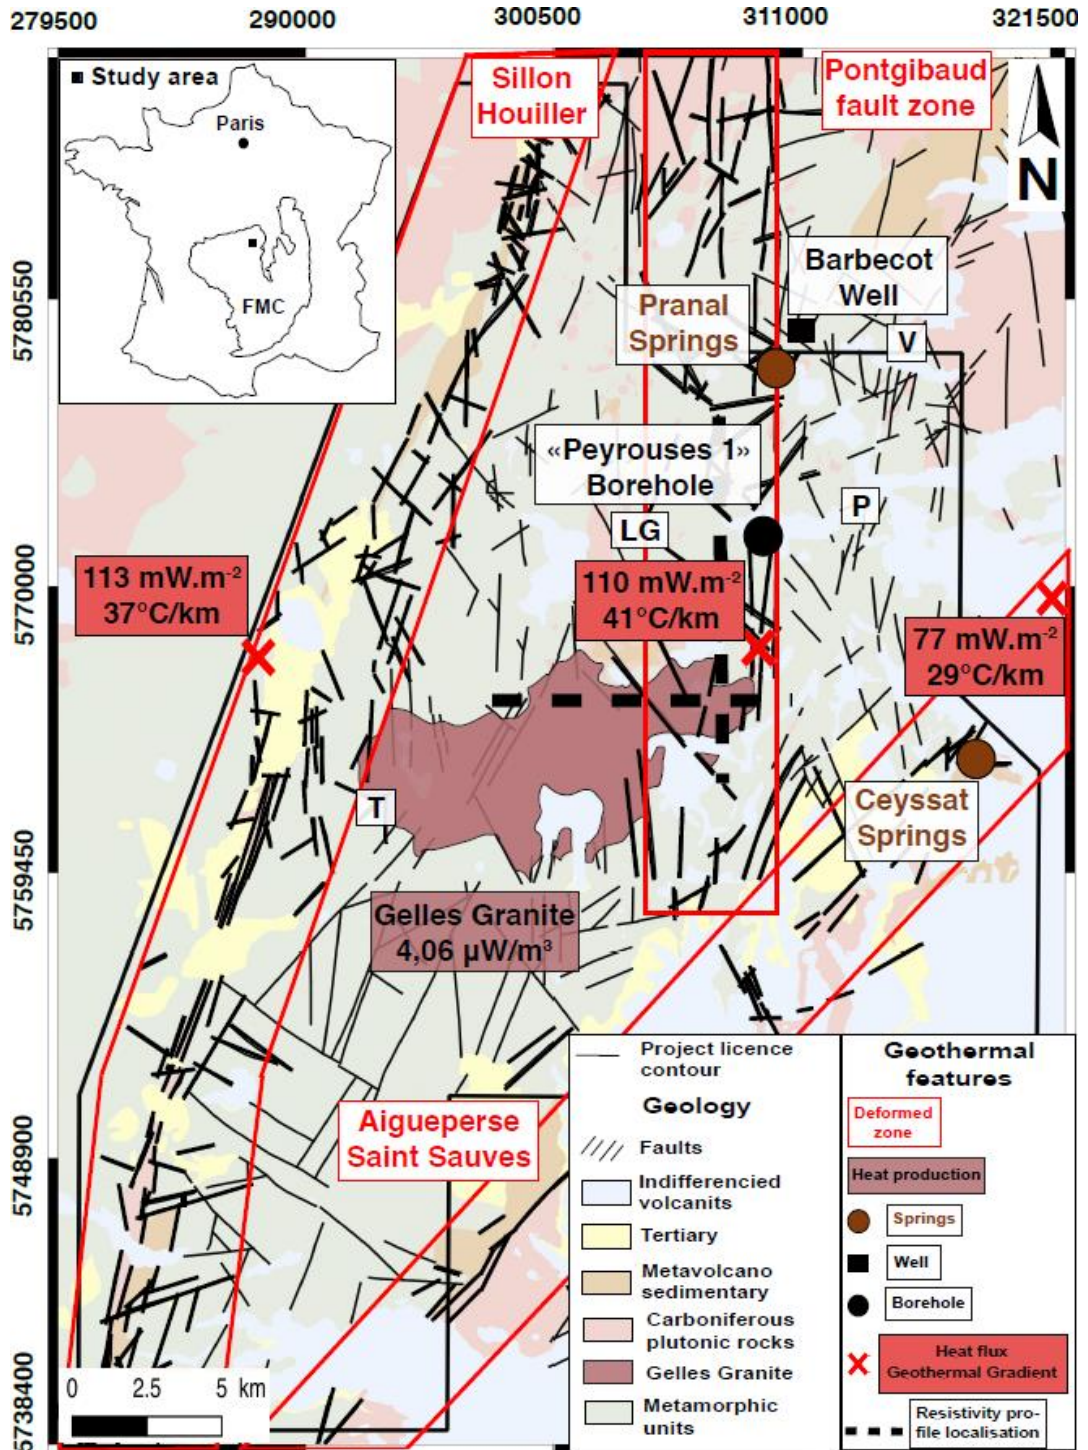 279500 290000 300500 311000 321500
■ Study area
Paris
FMC
Sillon
Houiller
Pontgibaud
fault zone
N
5780550
Barbecot
Well
Pranal
Springs
V
«Peyrouses 1»
Borehole
P
LG
113 mW.m-2
37°C/km
110 mW.m-2
41°C/km
77 mW.m-2
29°C/km
5770000
T
Ceyssat
Springs
5759450
Gelles Granite
4,06 µW/m³
Aigueperse
Saint Sauves
5748900
5738400
0 2.5 5 km
Project licence
contour
Geology
Faults
Indifferencied
volcanits
Tertiary
Metavolcano
sedimentary
Carboniferous
plutonic rocks
Gelles Granite
Metamorphic
units
Geothermal
features
Deformed
zone
Heat production
Springs
Well
Borehole
Heat flux
Geothermal Gradient
Resistivity pro-
file localisation